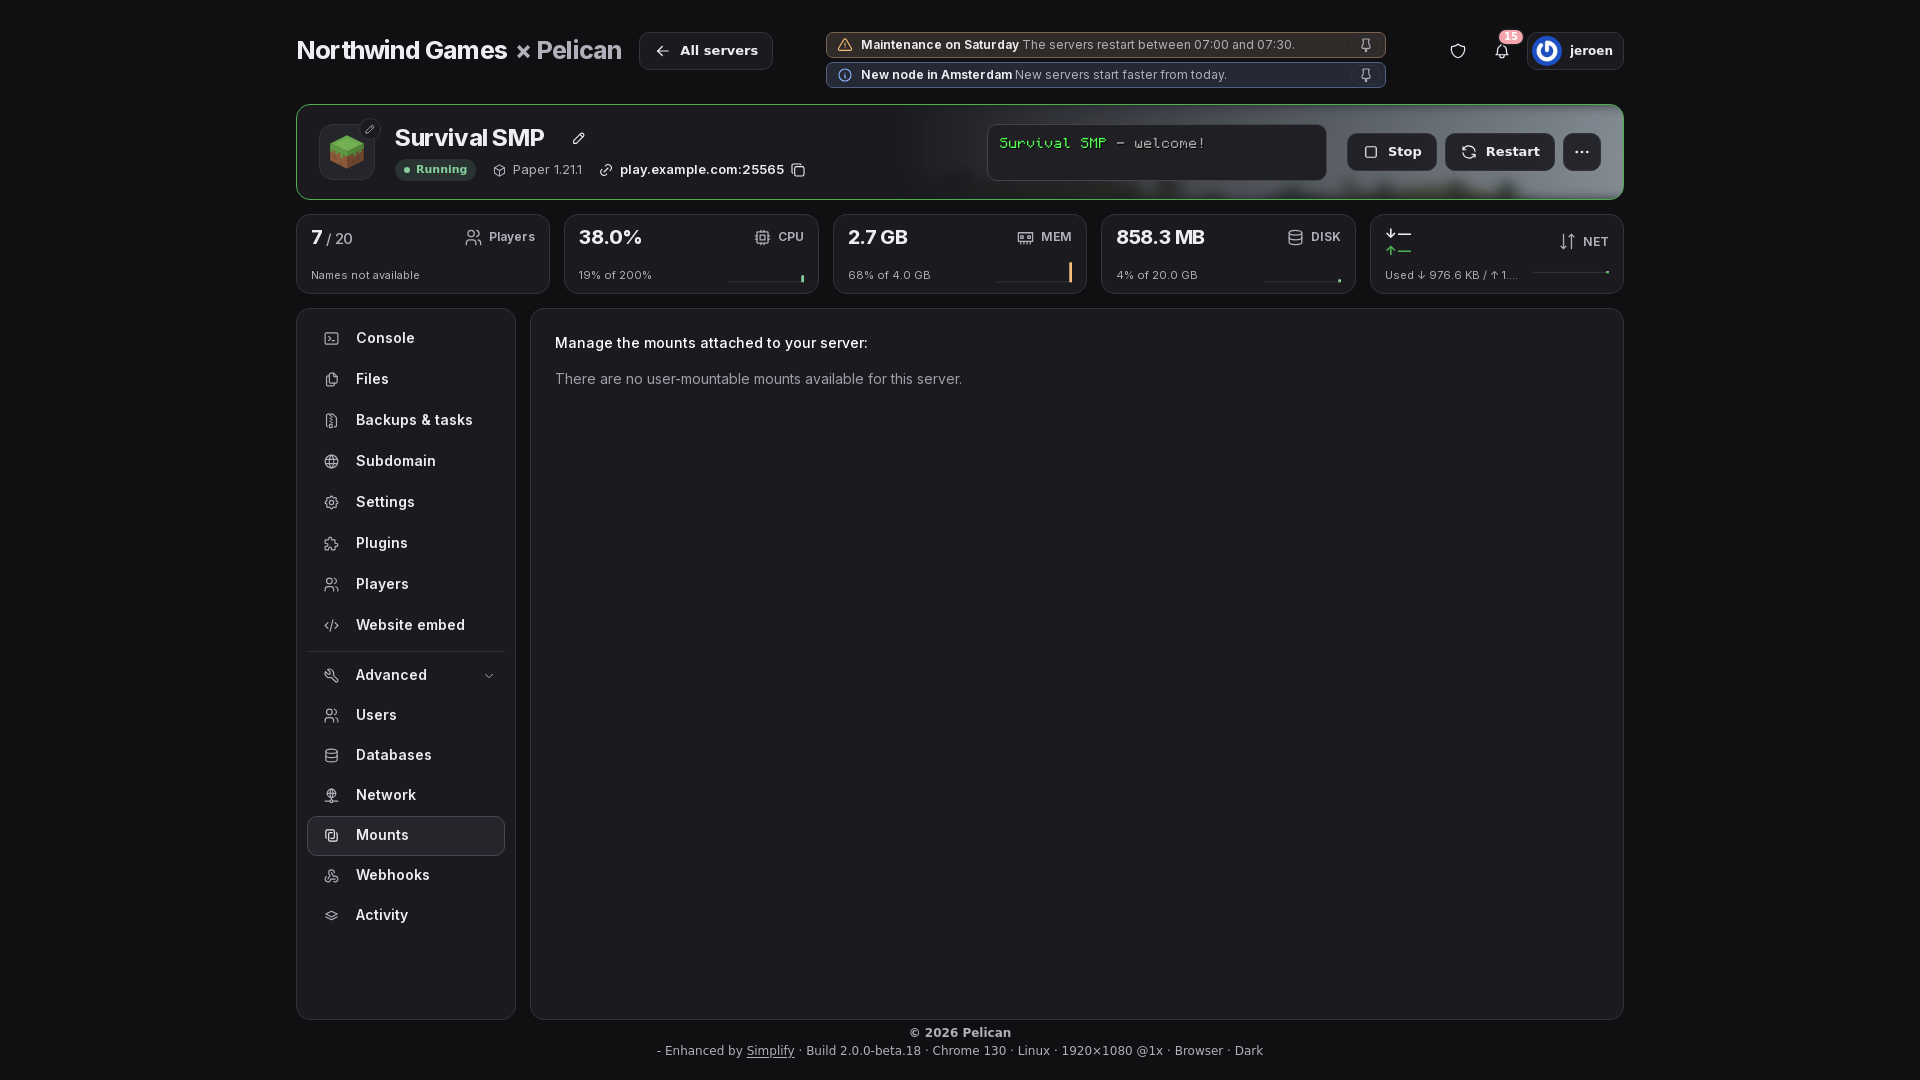 Northwind Games × Pelican
All servers
Maintenance on Saturday The servers restart between 07:00 and 07:30.
New node in Amsterdam New servers start faster from today.
15
jeroen
Survival SMP
Running
Paper 1.21.1
play.example.com:25565
Survival SMP - welcome!
Stop
Restart
7 / 20
Players
Names not available
38.0%
CPU
19% of 200%
2.7 GB
MEM
68% of 4.0 GB
858.3 MB
DISK
4% of 20.0 GB
↓—
↑—
NET
Used ↓ 976.6 KB / ↑ 1....
Console
Files
Backups & tasks
Subdomain
Settings
Plugins
Players
Website embed
Advanced
Users
Databases
Network
Mounts
Webhooks
Activity
Manage the mounts attached to your server:
There are no user-mountable mounts available for this server.
© 2026 Pelican
- Enhanced by Simplify · Build 2.0.0-beta.18 · Chrome 130 · Linux · 1920×1080 @1x · Browser · Dark